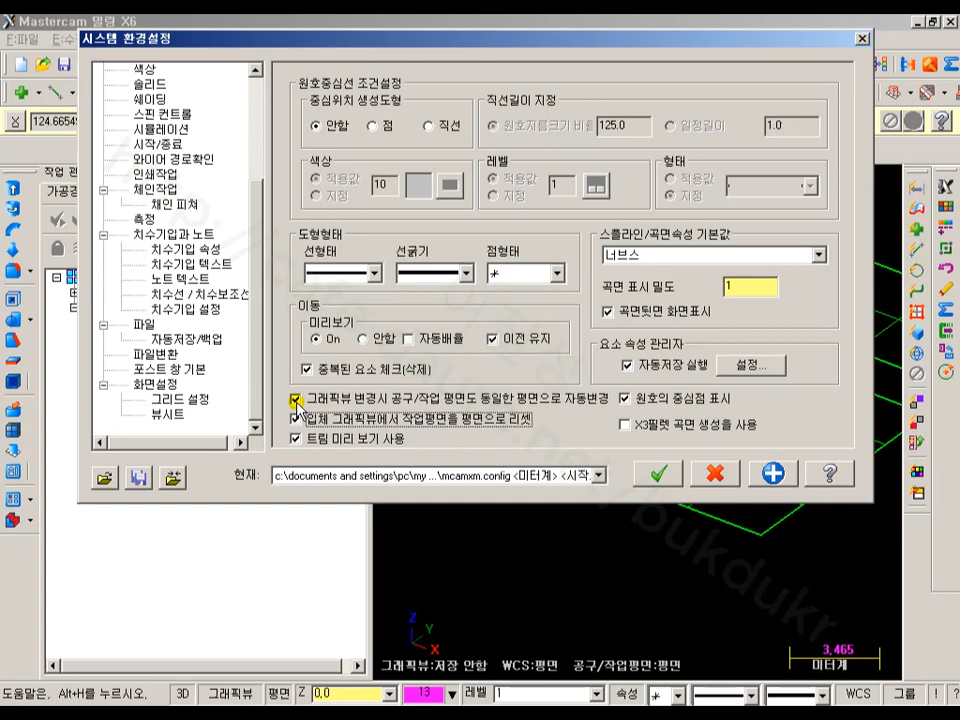 Mastercam 밀링 X6
F:파일
시스템 환경설정
색상
솔리드
쉐이딩
스핀 컨트롤
시뮬레이션
시작/종료
와이어 경로확인
인쇄작업
체인작업
체인 피쳐
측정
치수기입과 노트
치수기입 속성
치수기입 텍스트
노트 텍스트
치수선 / 치수보조선
치수기입 설정
파일
자동저장/백업
파일변환
포스트 창 기본
화면설정
그리드 설정
뷰시트
원호중심선 조건설정
중심위치 생성도형
안함 점 직선
직선길이 지정
원호지름크기 비율 125.0 일정길이 1.0
색상
적용값 10
지정
레벨
적용값 1
지정
형태
적용값
지정
도형형태
선형태 선굵기 점형태
스플라인/곡면속성 기본값
너브스
곡면 표시 밀도 1
곡면뒷면 화면표시
이동
미리보기
On 안함 자동배율 이전 유지
중복된 요소 체크(삭제)
요소 속성 관리자
자동저장 실행 설정...
그래픽뷰 변경시 공구/작업 평면도 동일한 평면으로 자동변경
원호의 중심점 표시
입체 그래픽뷰에서 작업평면을 평면으로 리셋
X3필렛 곡면 생성을 사용
트림 미리 보기 사용
현재: c:\documents and settings\pc\my ...\mcamxm.config <미터계> <시작.
124.6654
작업 관
가공경
Z
Y
X
3,465
미터계
그래픽뷰:저장 안함 WCS:평면 공구/작업평면:평면
도움말은, Alt+H를 누르시오. 3D 그래픽뷰 평면 Z 0,0 13 레벨 1 속성 WCS 그룹 ! ?